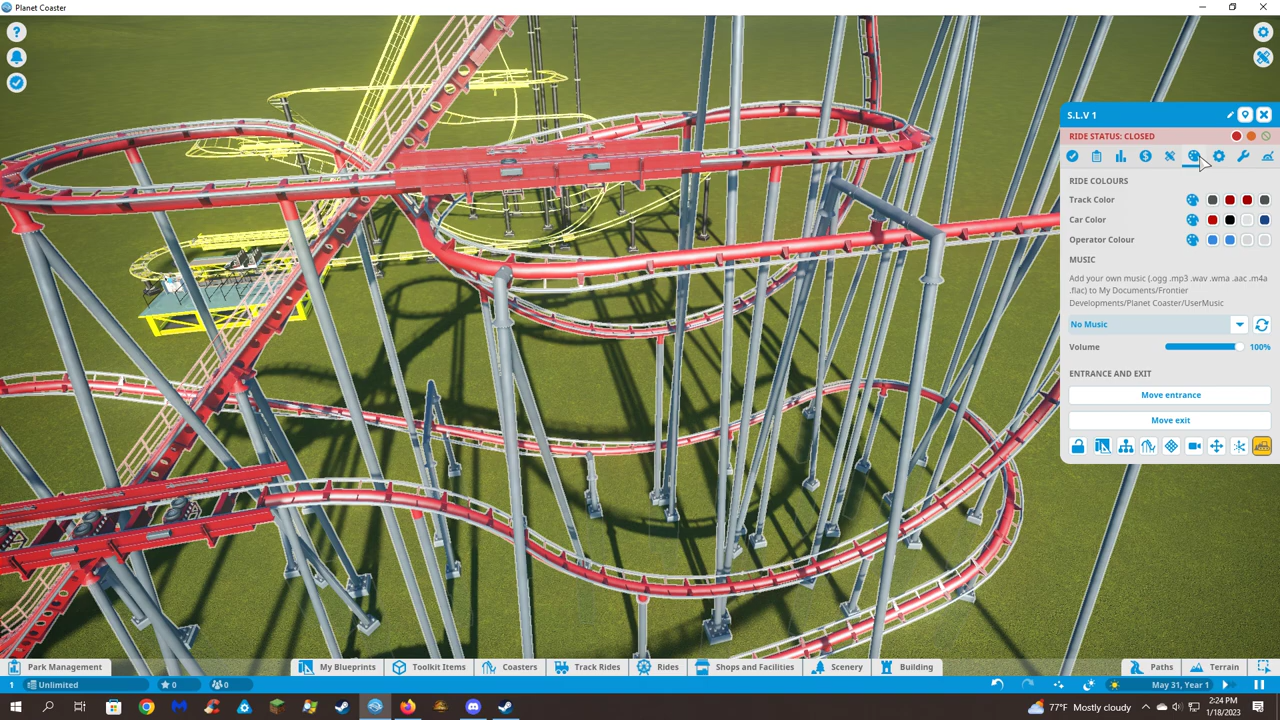 Planet Coaster
S.L.V 1
RIDE STATUS: CLOSED
RIDE COLOURS
Track Color
Car Color
Operator Colour
MUSIC
Add your own music (.ogg .mp3 .wav .wma .aac .m4a
.flac) to My Documents/Frontier
Developments/Planet Coaster/UserMusic
No Music
Volume 100%
ENTRANCE AND EXIT
Move entrance
Move exit
Park Management My Blueprints Toolkit Items Coasters Track Rides Rides Shops and Facilities Scenery Building Paths Terrain
1 Unlimited 0 0 May 31, Year 1
77°F Mostly cloudy 2:24 PM
1/18/2023